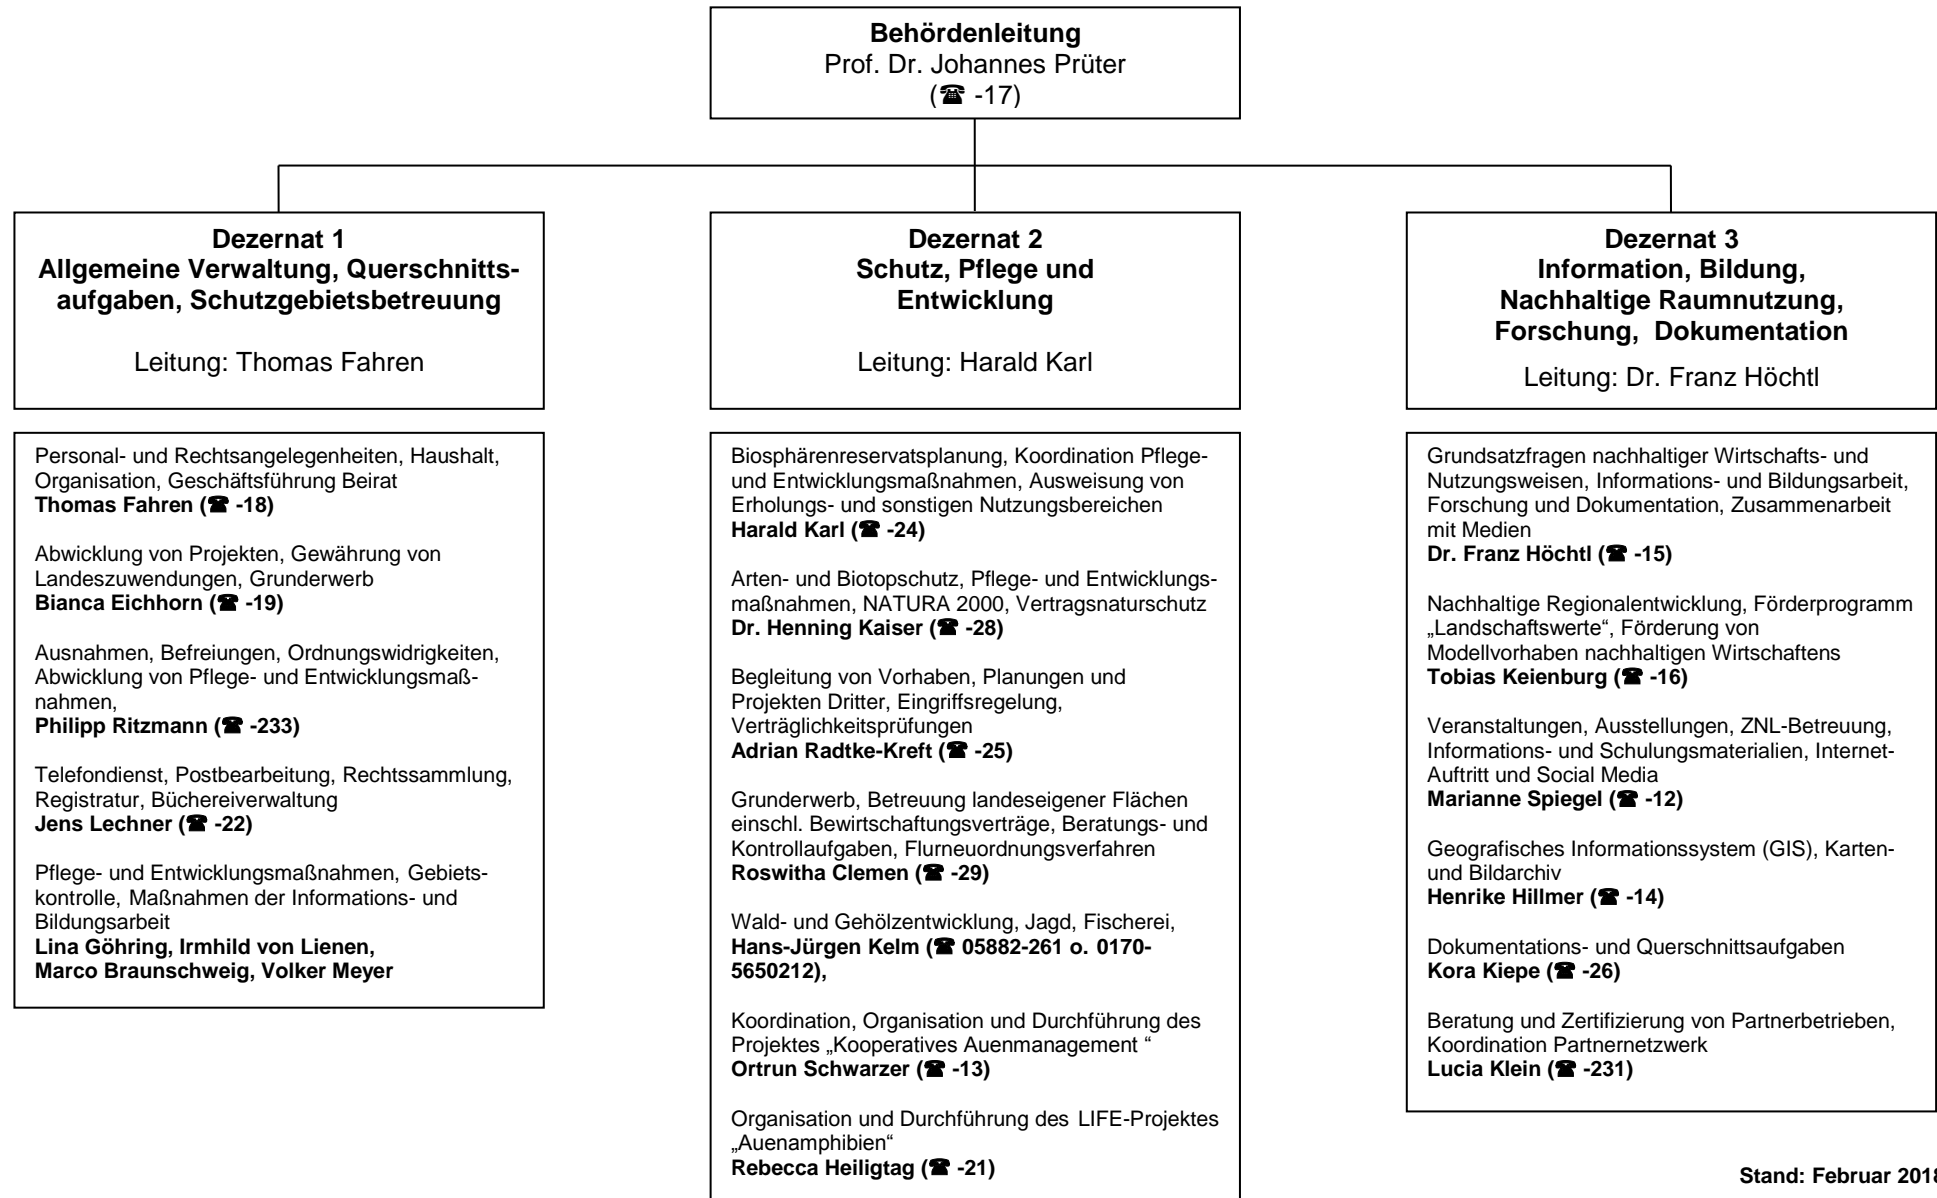 Behördenleitung
Prof. Dr. Johannes Prüter
(☎ -17)
Dezernat 1
Allgemeine Verwaltung, Querschnitts-
aufgaben, Schutzgebietsbetreuung
Leitung: Thomas Fahren
Personal- und Rechtsangelegenheiten, Haushalt,
Organisation, Geschäftsführung Beirat
Thomas Fahren (☎ -18)
Abwicklung von Projekten, Gewährung von
Landeszuwendungen, Grunderwerb
Bianca Eichhorn (☎ -19)
Ausnahmen, Befreiungen, Ordnungswidrigkeiten,
Abwicklung von Pflege- und Entwicklungsmaß-
nahmen,
Philipp Ritzmann (☎ -233)
Telefondienst, Postbearbeitung, Rechtssammlung,
Registratur, Büchereiverwaltung
Jens Lechner (☎ -22)
Pflege- und Entwicklungsmaßnahmen, Gebiets-
kontrolle, Maßnahmen der Informations- und
Bildungsarbeit
Lina Göhring, Irmhild von Lienen,
Marco Braunschweig, Volker Meyer
Dezernat 2
Schutz, Pflege und
Entwicklung
Leitung: Harald Karl
Biosphärenreservatsplanung, Koordination Pflege-
und Entwicklungsmaßnahmen, Ausweisung von
Erholungs- und sonstigen Nutzungsbereichen
Harald Karl (☎ -24)
Arten- und Biotopschutz, Pflege- und Entwicklungs-
maßnahmen, NATURA 2000, Vertragsnaturschutz
Dr. Henning Kaiser (☎ -28)
Begleitung von Vorhaben, Planungen und
Projekten Dritter, Eingriffsregelung,
Verträglichkeitsprüfungen
Adrian Radtke-Kreft (☎ -25)
Grunderwerb, Betreuung landeseigener Flächen
einschl. Bewirtschaftungsverträge, Beratungs- und
Kontrollaufgaben, Flurneuordnungsverfahren
Roswitha Clemen (☎ -29)
Wald- und Gehölzentwicklung, Jagd, Fischerei,
Hans-Jürgen Kelm (☎ 05882-261 o. 0170-
5650212),
Koordination, Organisation und Durchführung des
Projektes „Kooperatives Auenmanagement “
Ortrun Schwarzer (☎ -13)
Organisation und Durchführung des LIFE-Projektes
„Auenamphibien“
Rebecca Heiligtag (☎ -21)
Dezernat 3
Information, Bildung,
Nachhaltige Raumnutzung,
Forschung, Dokumentation
Leitung: Dr. Franz Höchtl
Grundsatzfragen nachhaltiger Wirtschafts- und
Nutzungsweisen, Informations- und Bildungsarbeit,
Forschung und Dokumentation, Zusammenarbeit
mit Medien
Dr. Franz Höchtl (☎ -15)
Nachhaltige Regionalentwicklung, Förderprogramm
„Landschaftswerte“, Förderung von
Modellvorhaben nachhaltigen Wirtschaftens
Tobias Keienburg (☎ -16)
Veranstaltungen, Ausstellungen, ZNL-Betreuung,
Informations- und Schulungsmaterialien, Internet-
Auftritt und Social Media
Marianne Spiegel (☎ -12)
Geografisches Informationssystem (GIS), Karten-
und Bildarchiv
Henrike Hillmer (☎ -14)
Dokumentations- und Querschnittsaufgaben
Kora Kiepe (☎ -26)
Beratung und Zertifizierung von Partnerbetrieben,
Koordination Partnernetzwerk
Lucia Klein (☎ -231)
Stand: Februar 2018